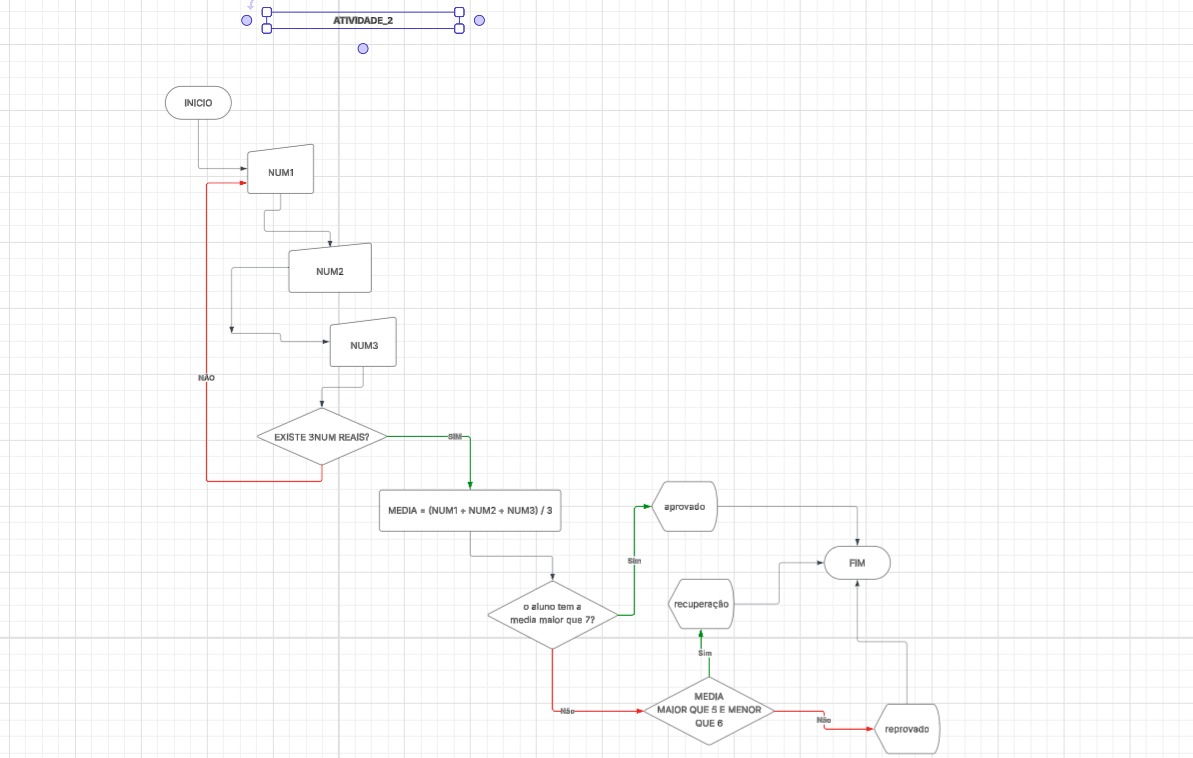 ATIVIDADE_2
INICIO
NUM1
NUM2
NUM3
NÃO
EXISTE 3NUM REAIS?
SIM
MEDIA = (NUM1 + NUM2 + NUM3) / 3
aprovado
Sim
FIM
o aluno tem a
media maior que 7?
recuperação
Sim
MEDIA
MAIOR QUE 5 E MENOR
QUE 6
Não
Não
reprovado